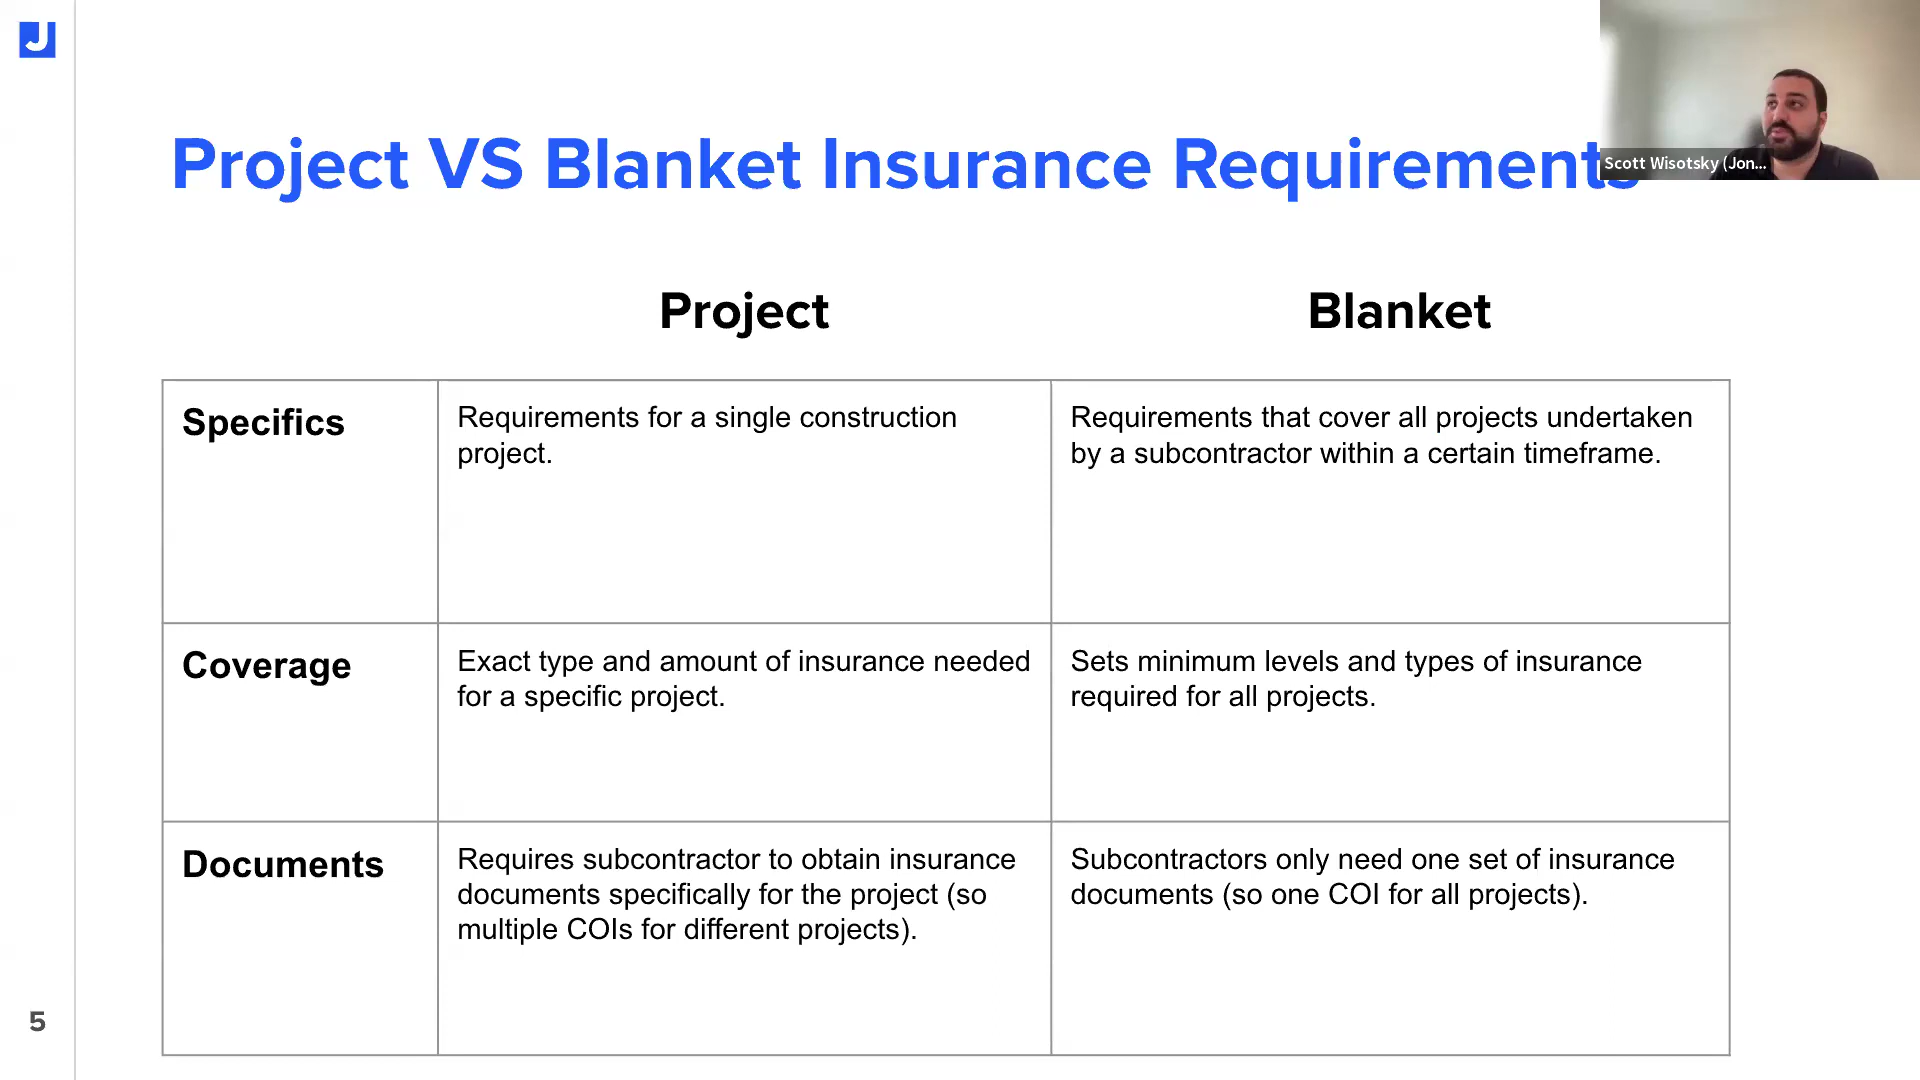 J
Project VS Blanket Insurance Requirements
Scott Wisotsky (Jon...
Project
Blanket
Specifics
Requirements for a single construction
project.
Requirements that cover all projects undertaken
by a subcontractor within a certain timeframe.
Coverage
Exact type and amount of insurance needed
for a specific project.
Sets minimum levels and types of insurance
required for all projects.
Documents
Requires subcontractor to obtain insurance
documents specifically for the project (so
multiple COIs for different projects).
Subcontractors only need one set of insurance
documents (so one COI for all projects).
5